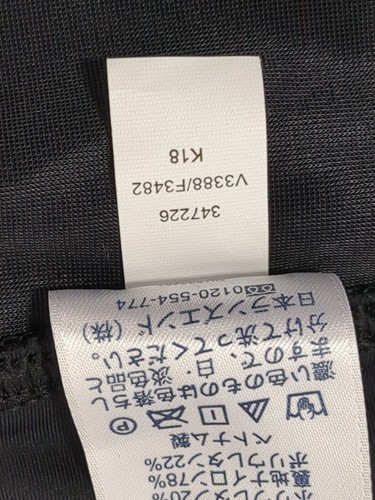 20%
裏地ナイロン78%
ポリウレタン22%
ベトナム製
P
濃い色のものは色落ちし
ますので、白・淡色品と
分けて洗ってください。
日本ランズエンド(株)
0120-554-774
347226
V3388/F3482
K18